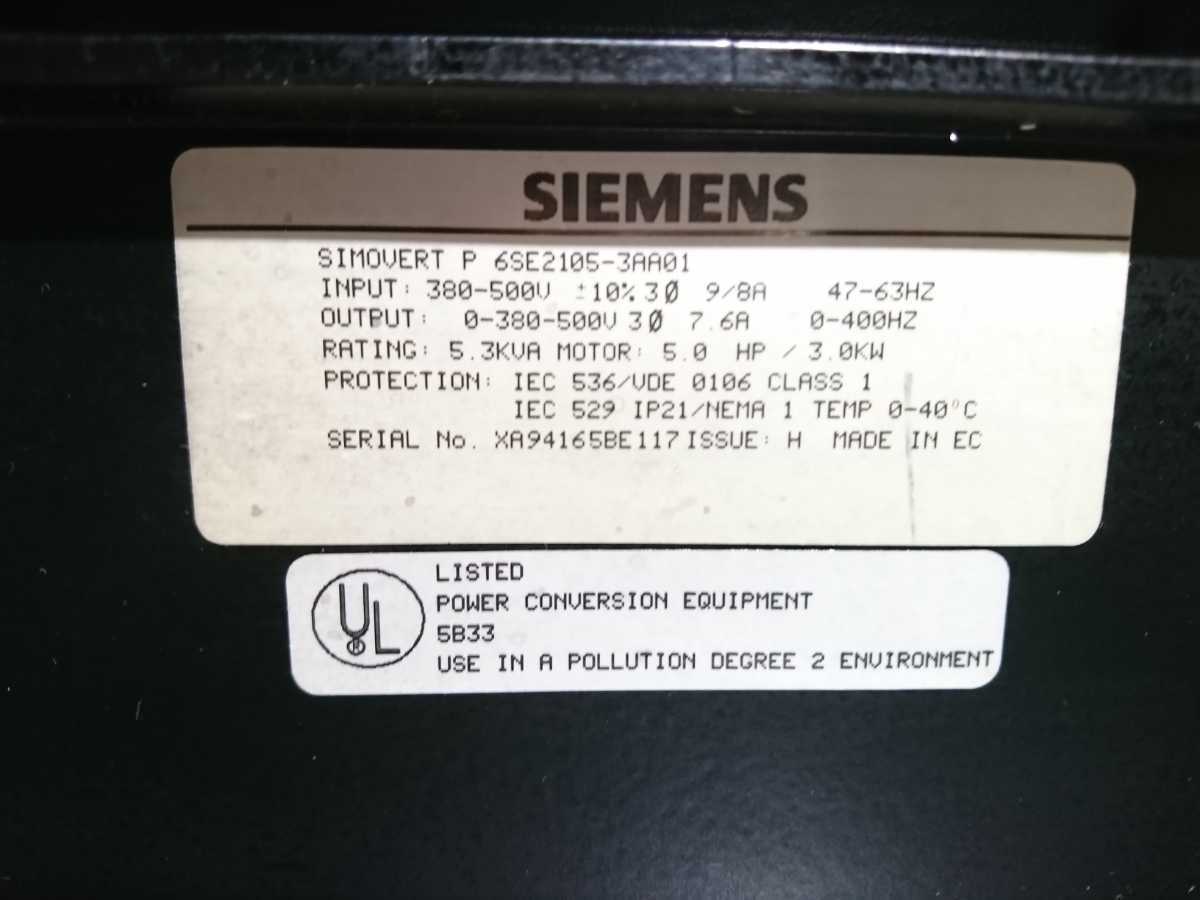 SIEMENS
SIMOVERT P 6SE2105-3AA01
INPUT: 380-500V ±10% 3Ø 9/8A 47-63HZ
OUTPUT: 0-380-500V 3Ø 7.6A 0-400HZ
RATING: 5.3KVA MOTOR: 5.0 HP / 3.0KW
PROTECTION: IEC 536/VDE 0106 CLASS 1
IEC 529 IP21/NEMA 1 TEMP 0-40°C
SERIAL No. XA94165BE117 ISSUE: H MADE IN EC
UL®
LISTED
POWER CONVERSION EQUIPMENT
5B33
USE IN A POLLUTION DEGREE 2 ENVIRONMENT